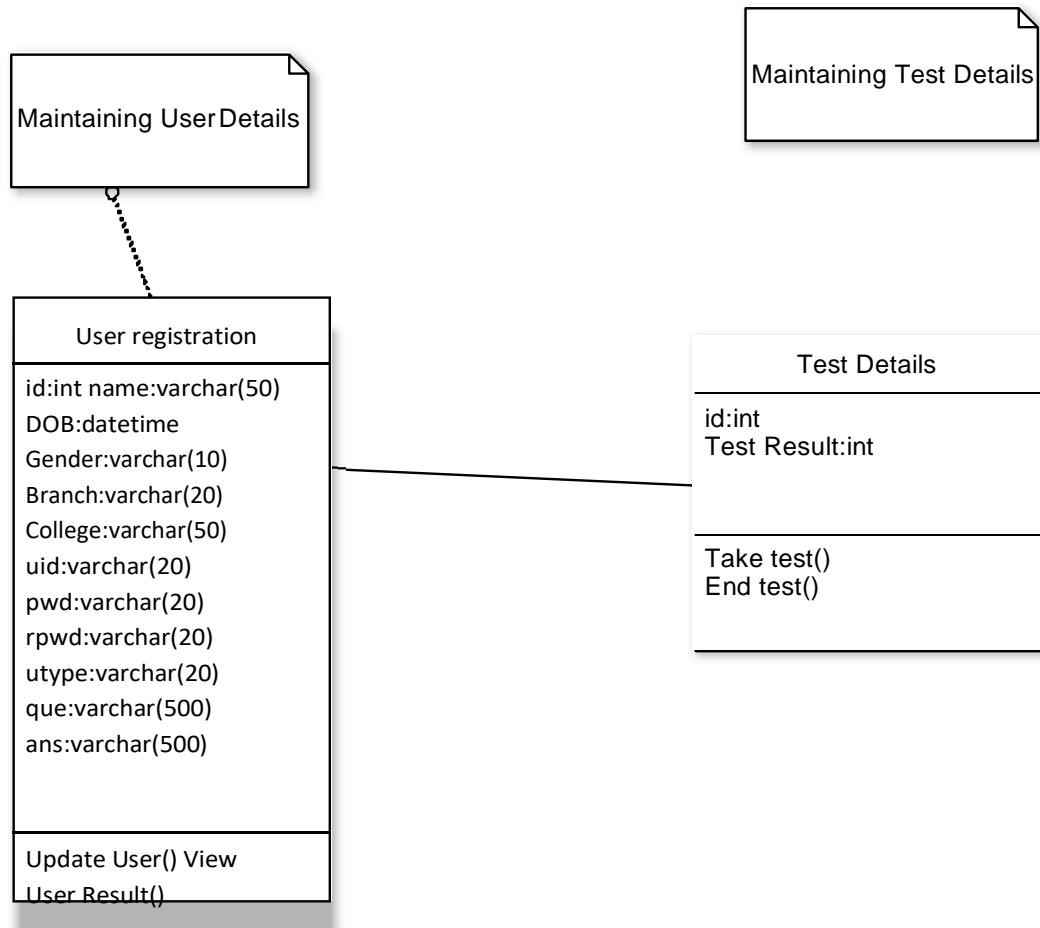 Maintaining User Details
Maintaining Test Details
User registration
id:int name:varchar(50)
DOB:datetime
Gender:varchar(10)
Branch:varchar(20)
College:varchar(50)
uid:varchar(20)
pwd:varchar(20)
rpwd:varchar(20)
utype:varchar(20)
que:varchar(500)
ans:varchar(500)
Update User() View
User Result()
Test Details
id:int
Test Result:int
Take test()
End test()